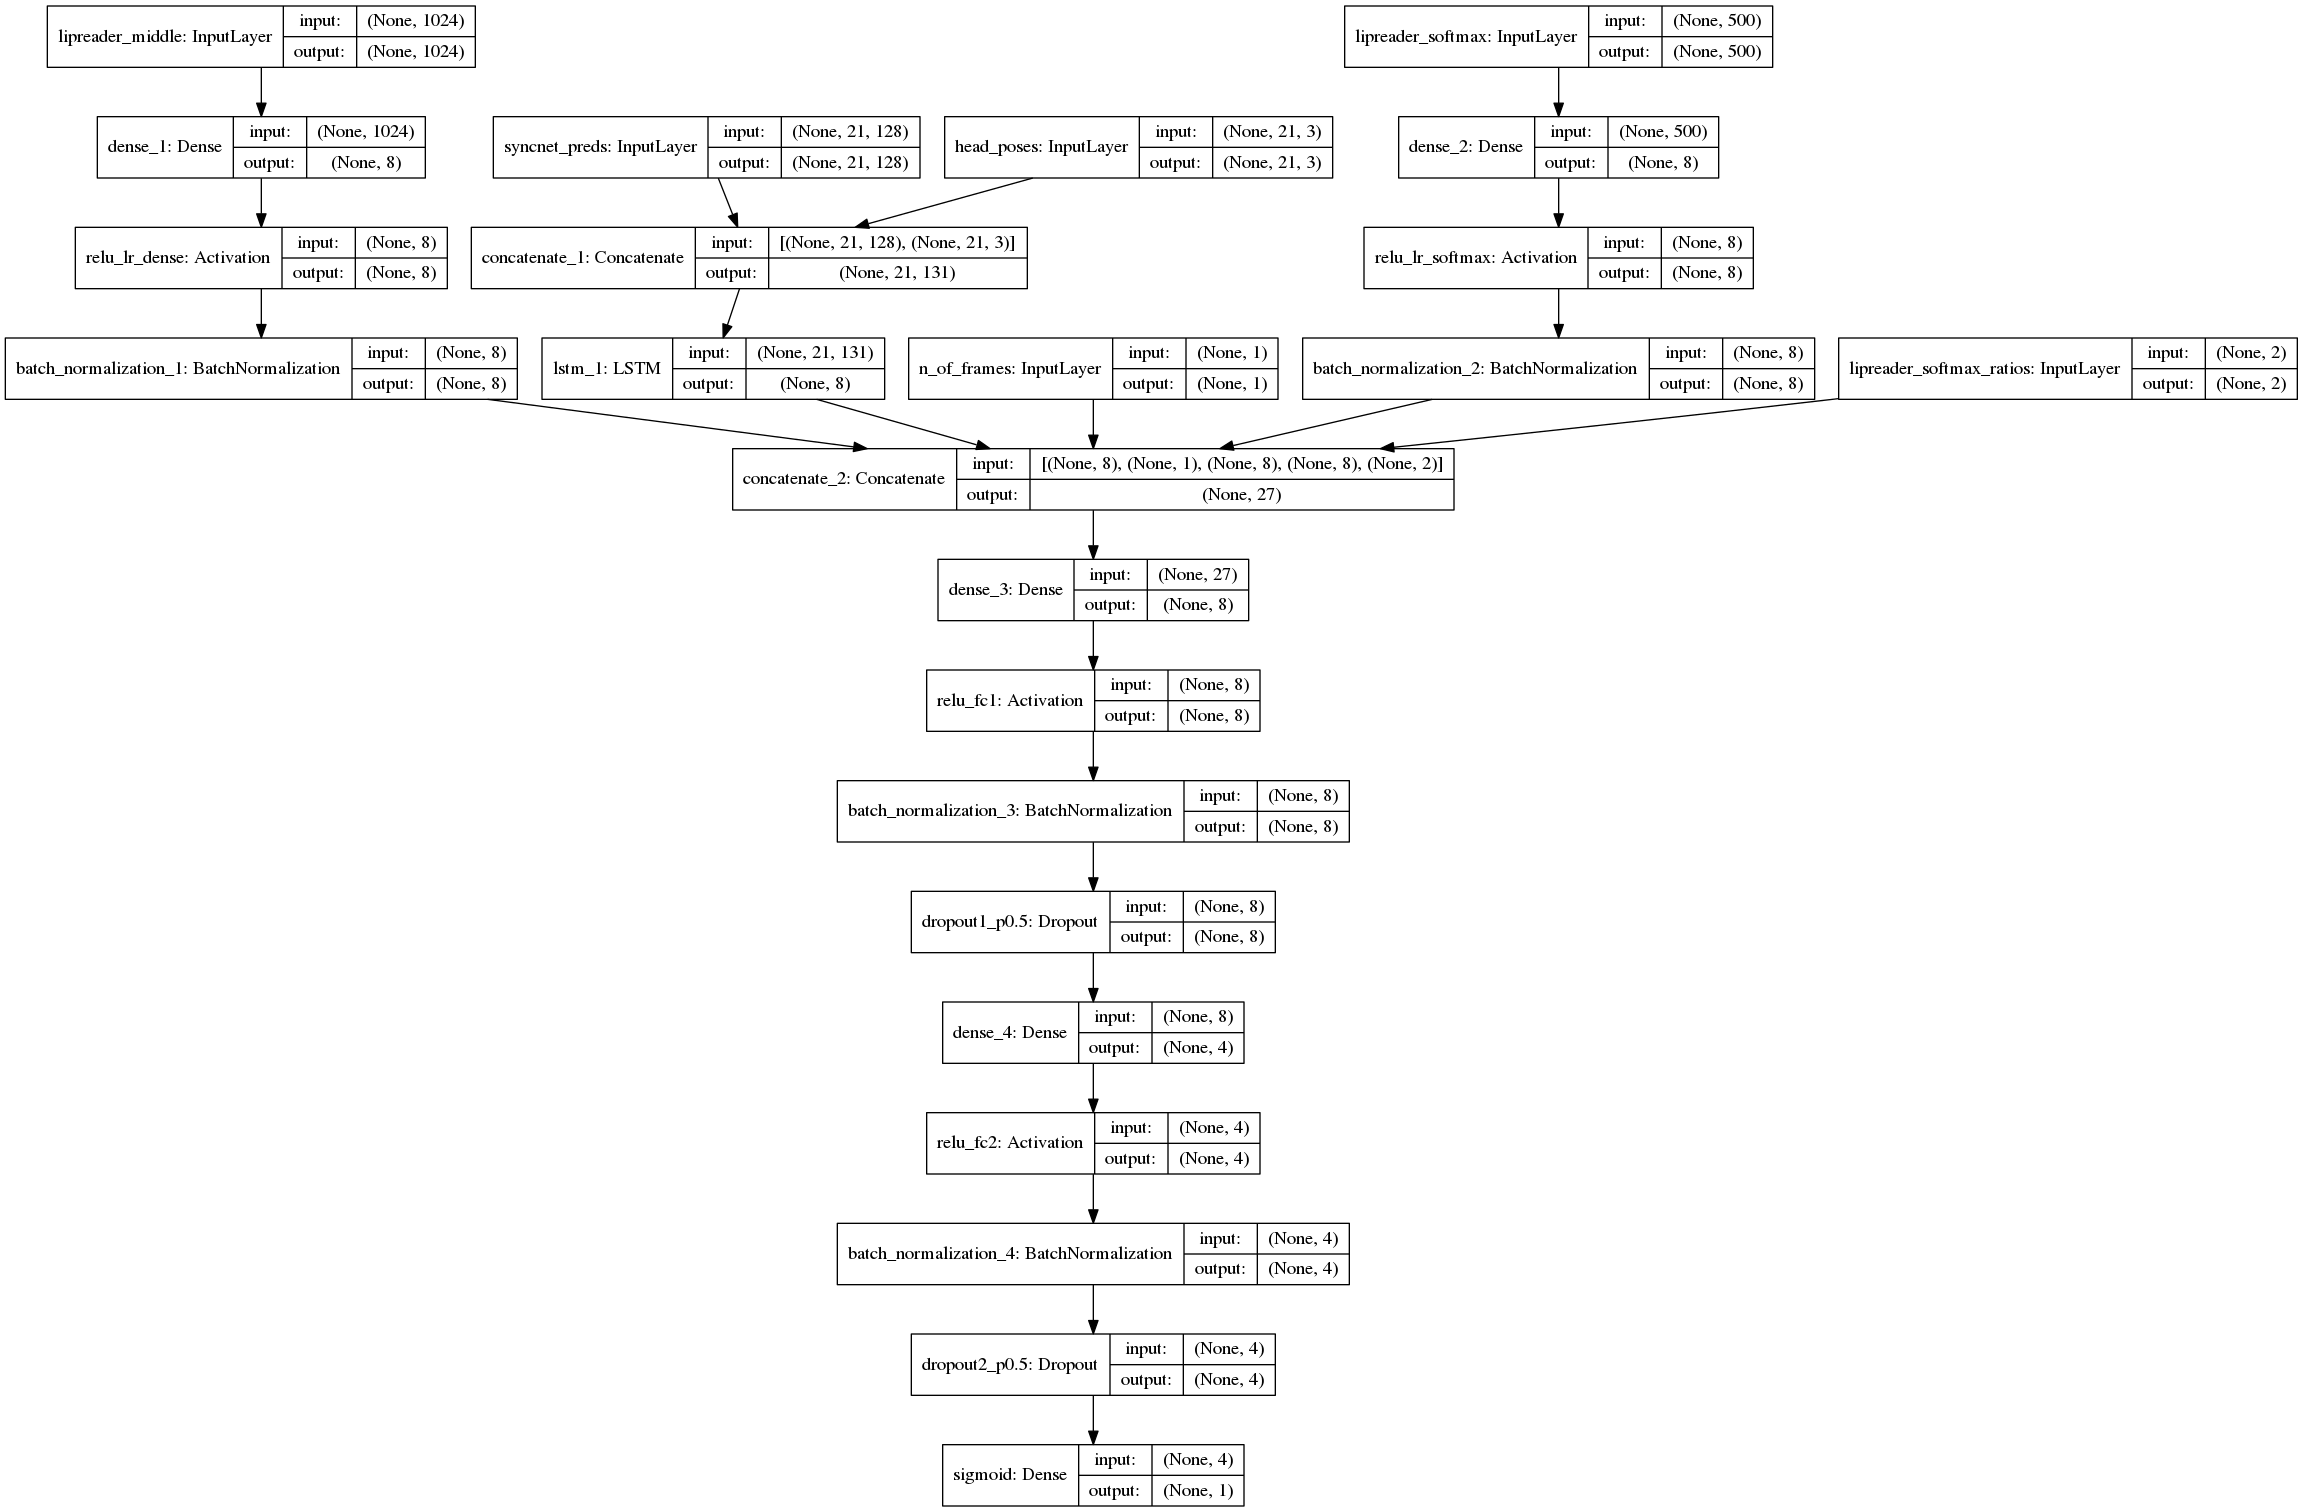 lipreader_middle: InputLayer
input: (None, 1024)
output: (None, 1024)
lipreader_softmax: InputLayer
input: (None, 500)
output: (None, 500)
dense_1: Dense
input: (None, 1024)
output: (None, 8)
syncnet_preds: InputLayer
input: (None, 21, 128)
output: (None, 21, 128)
head_poses: InputLayer
input: (None, 21, 3)
output: (None, 21, 3)
dense_2: Dense
input: (None, 500)
output: (None, 8)
relu_lr_dense: Activation
input: (None, 8)
output: (None, 8)
concatenate_1: Concatenate
input: [(None, 21, 128), (None, 21, 3)]
output: (None, 21, 131)
relu_lr_softmax: Activation
input: (None, 8)
output: (None, 8)
batch_normalization_1: BatchNormalization
input: (None, 8)
output: (None, 8)
lstm_1: LSTM
input: (None, 21, 131)
output: (None, 8)
n_of_frames: InputLayer
input: (None, 1)
output: (None, 1)
batch_normalization_2: BatchNormalization
input: (None, 8)
output: (None, 8)
lipreader_softmax_ratios: InputLayer
input: (None, 2)
output: (None, 2)
concatenate_2: Concatenate
input: [(None, 8), (None, 1), (None, 8), (None, 8), (None, 2)]
output: (None, 27)
dense_3: Dense
input: (None, 27)
output: (None, 8)
relu_fc1: Activation
input: (None, 8)
output: (None, 8)
batch_normalization_3: BatchNormalization
input: (None, 8)
output: (None, 8)
dropout1_p0.5: Dropout
input: (None, 8)
output: (None, 8)
dense_4: Dense
input: (None, 8)
output: (None, 4)
relu_fc2: Activation
input: (None, 4)
output: (None, 4)
batch_normalization_4: BatchNormalization
input: (None, 4)
output: (None, 4)
dropout2_p0.5: Dropout
input: (None, 4)
output: (None, 4)
sigmoid: Dense
input: (None, 4)
output: (None, 1)